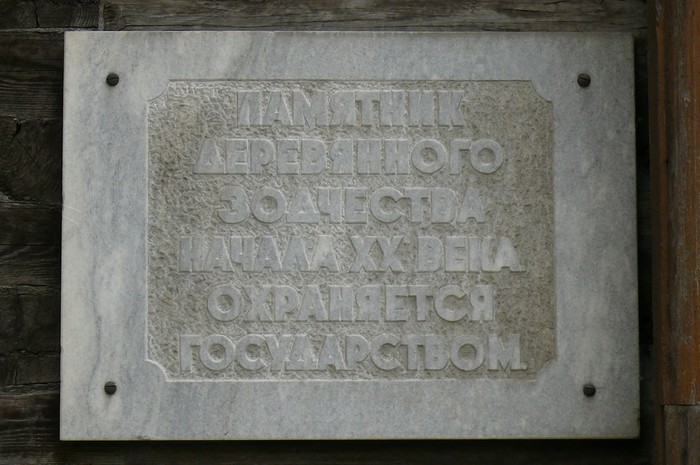 ПАМЯТНИК
ДЕРЕВЯННОГО
ЗОДЧЕСТВА
НАЧАЛА XX ВЕКА.
ОХРАНЯЕТСЯ
ГОСУДАРСТВОМ.